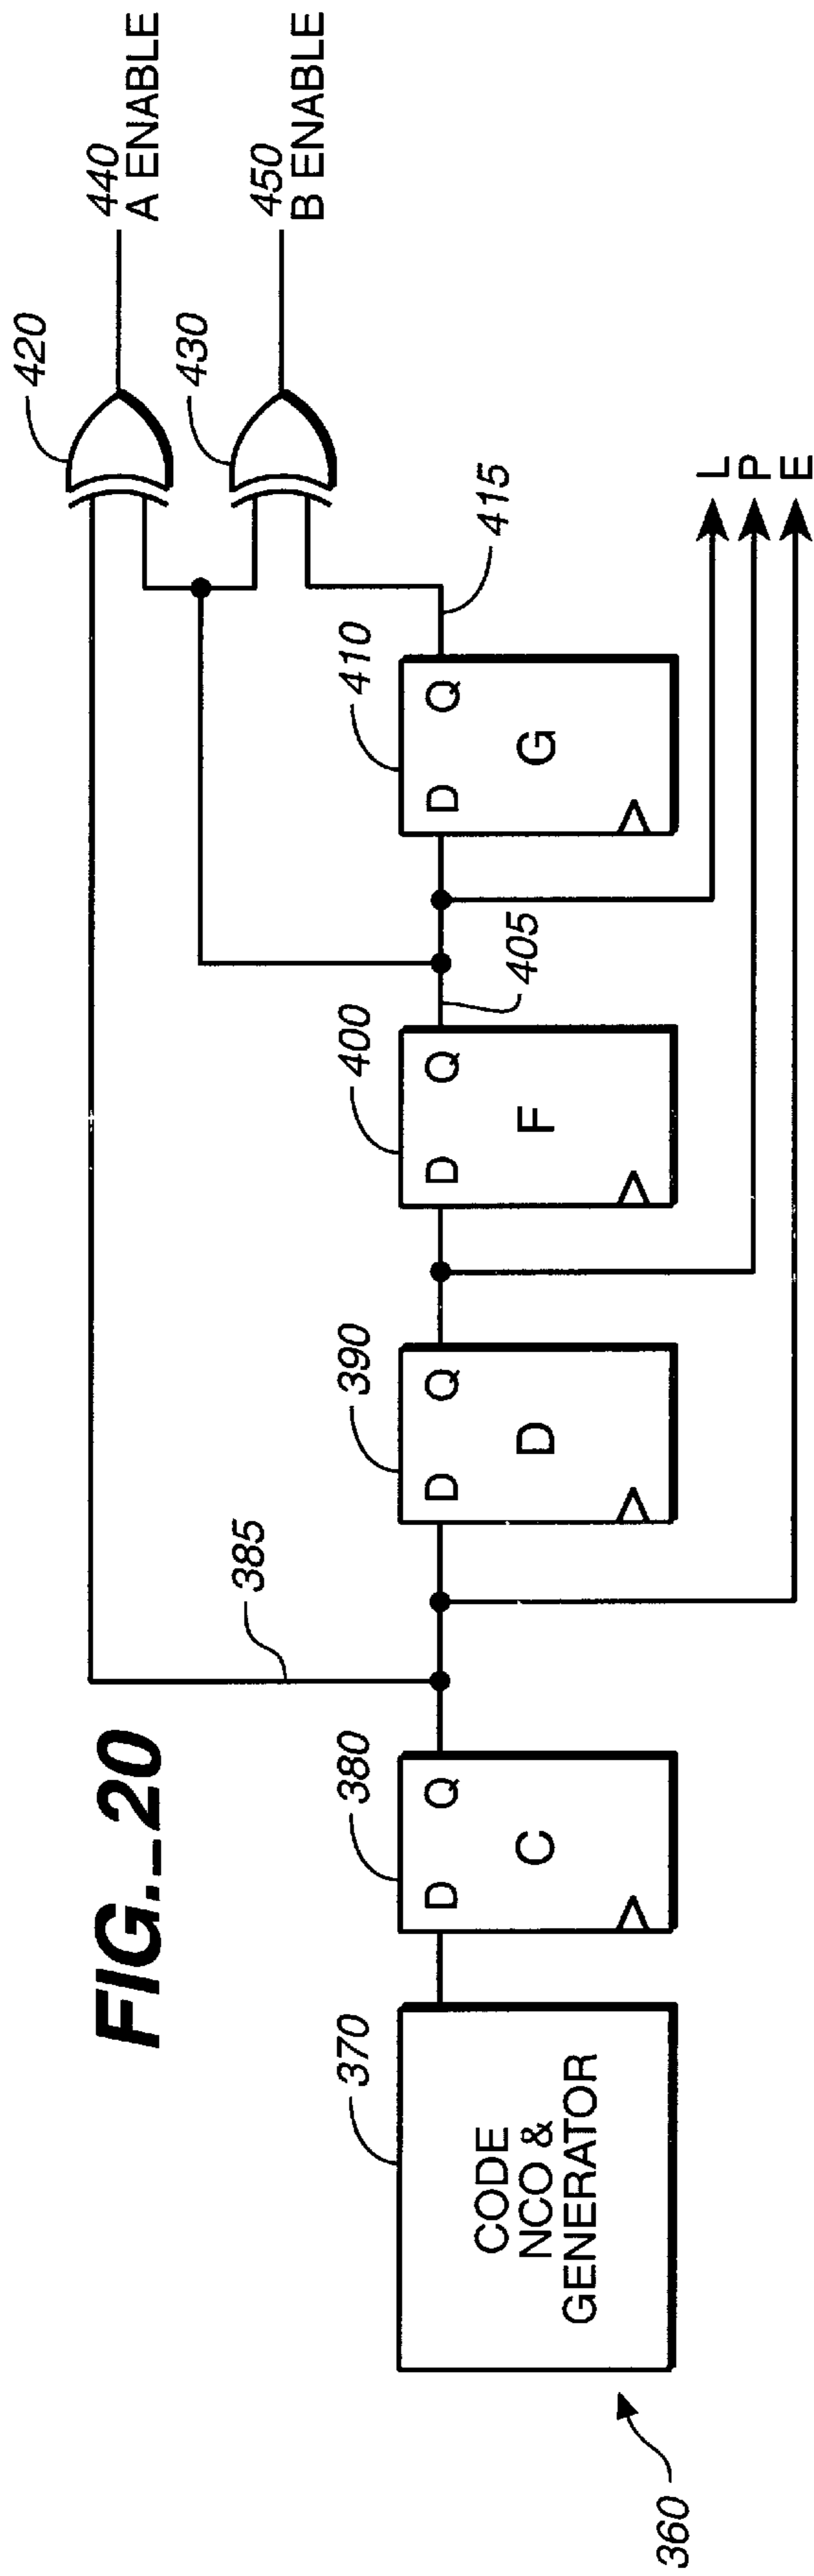 FIG._20
360
370
CODE
NCO &
GENERATOR
380
D Q
C
385
390
D Q
D
400
D Q
F
405
410
D Q
G
415
420
440
A ENABLE
430
450
B ENABLE
L
P
E